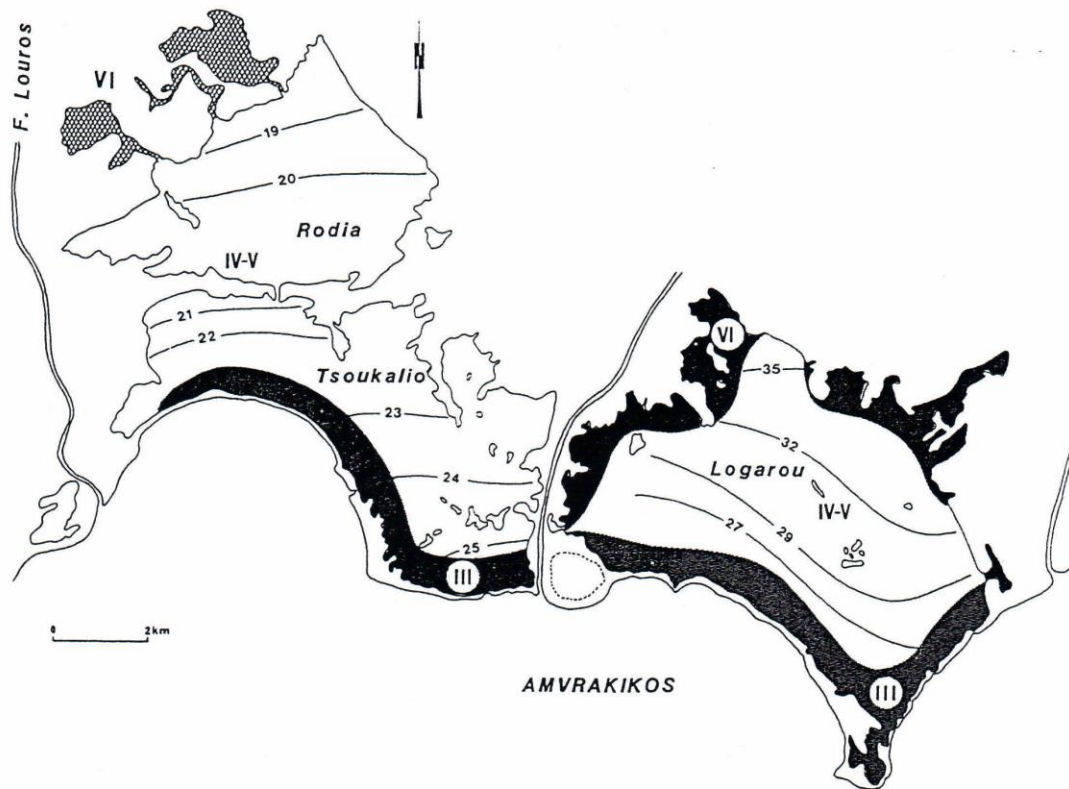 F. Louros
VI
N
19
20
Rodia
IV-V
21
22
Tsoukalio
23
24
25
III
VI
35
32
Logarou
IV-V
29
27
III
0 2km
AMVRAKIKOS